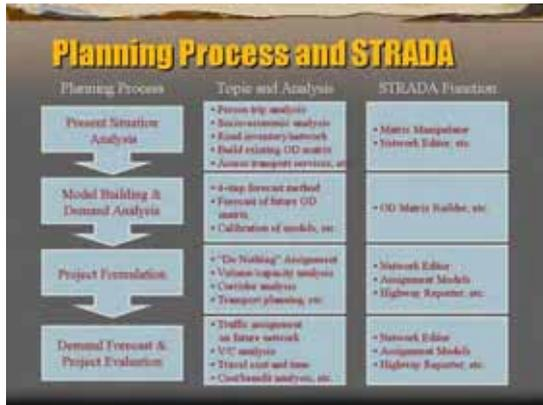 Planning Process and STRADA
Planning Process
Topic and Analysis
STRADA Function
Present Situation
Analysis
• Person trip analysis
• Socio-economic analysis
• Road inventory/network
• Build existing OD matrix
• Assess transport services, etc
• Matrix Manipulator
• Network Editor, etc.
Model Building &
Demand Analysis
• 4-step forecast method
• Forecast of future OD
matrix
• Calibration of models, etc.
• OD Matrix Builder, etc.
Project Formulation
• "Do Nothing" Assignment
• Volume/capacity analysis
• Corridor analysis
• Transport planning, etc.
• Network Editor
• Assignment Models
• Highway Reporter, etc.
Demand Forecast &
Project Evaluation
• Traffic assignment
on future network
• V/C analysis
• Travel cost and time
• Cost/benefit analysis, etc.
• Network Editor
• Assignment Models
• Highway Reporter, etc.